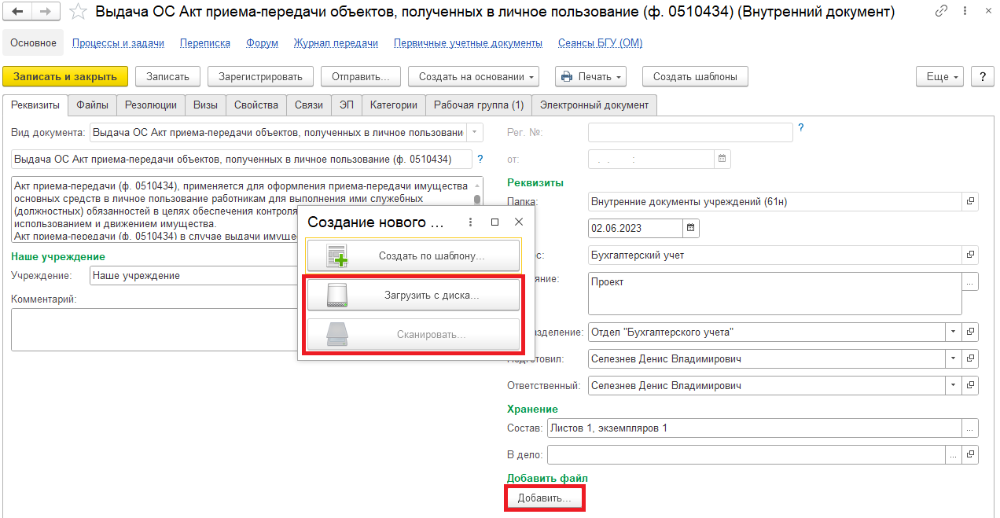 Выдача ОС Акт приема-передачи объектов, полученных в личное пользование (ф. 0510434) (Внутренний документ)
Основное Процессы и задачи Переписка Форум Журнал передачи Первичные учетные документы Сеансы БГУ (ОМ)
Записать и закрыть Записать Зарегистрировать Отправить... Создать на основании Печать Создать шаблоны Еще ?
Реквизиты Файлы Резолюции Визы Свойства Связи ЭП Категории Рабочая группа (1) Электронный документ
Вид документа: Выдача ОС Акт приема-передачи объектов, полученных в личное пользовани
Рег. №: ?
Выдача ОС Акт приема-передачи объектов, полученных в личное пользование (ф. 0510434) ?
от: . . :
Акт приема-передачи (ф. 0510434), применяется для оформления приема-передачи имущества
основных средств в личное пользование работникам для выполнения ими служебных
(должностных) обязанностей в целях обеспечения контроля
использованием и движением имущества.
Акт приема-передачи (ф. 0510434) в случае выдачи имуще
Наше учреждение
Учреждение: Наше учреждение
Комментарий:
Создание нового ...
Создать по шаблону...
Загрузить с диска...
Сканировать...
Реквизиты
Папка: Внутренние документы учреждений (61н)
02.06.2023
с: Бухгалтерский учет
яние: Проект
...
азделение: Отдел "Бухгалтерского учета"
Подготовил: Селезнев Денис Владимирович
Ответственный: Селезнев Денис Владимирович
Хранение
Состав: Листов 1, экземпляров 1 ...
В дело: ...
Добавить файл
Добавить...